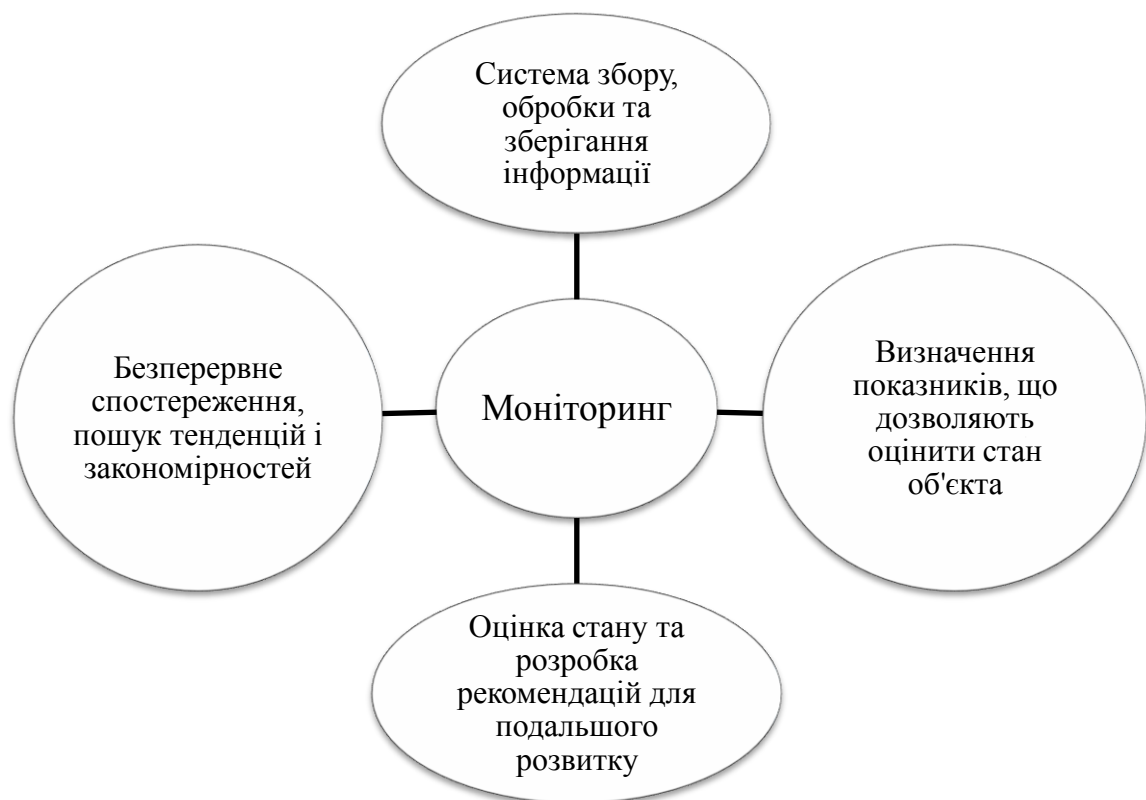 Система збору,
обробки та
зберігання
інформації
Безперервне
спостереження,
пошук тенденцій і
закономірностей
Моніторинг
Визначення
показників, що
дозволяють
оцінити стан
об'єкта
Оцінка стану та
розробка
рекомендацій для
подальшого
розвитку